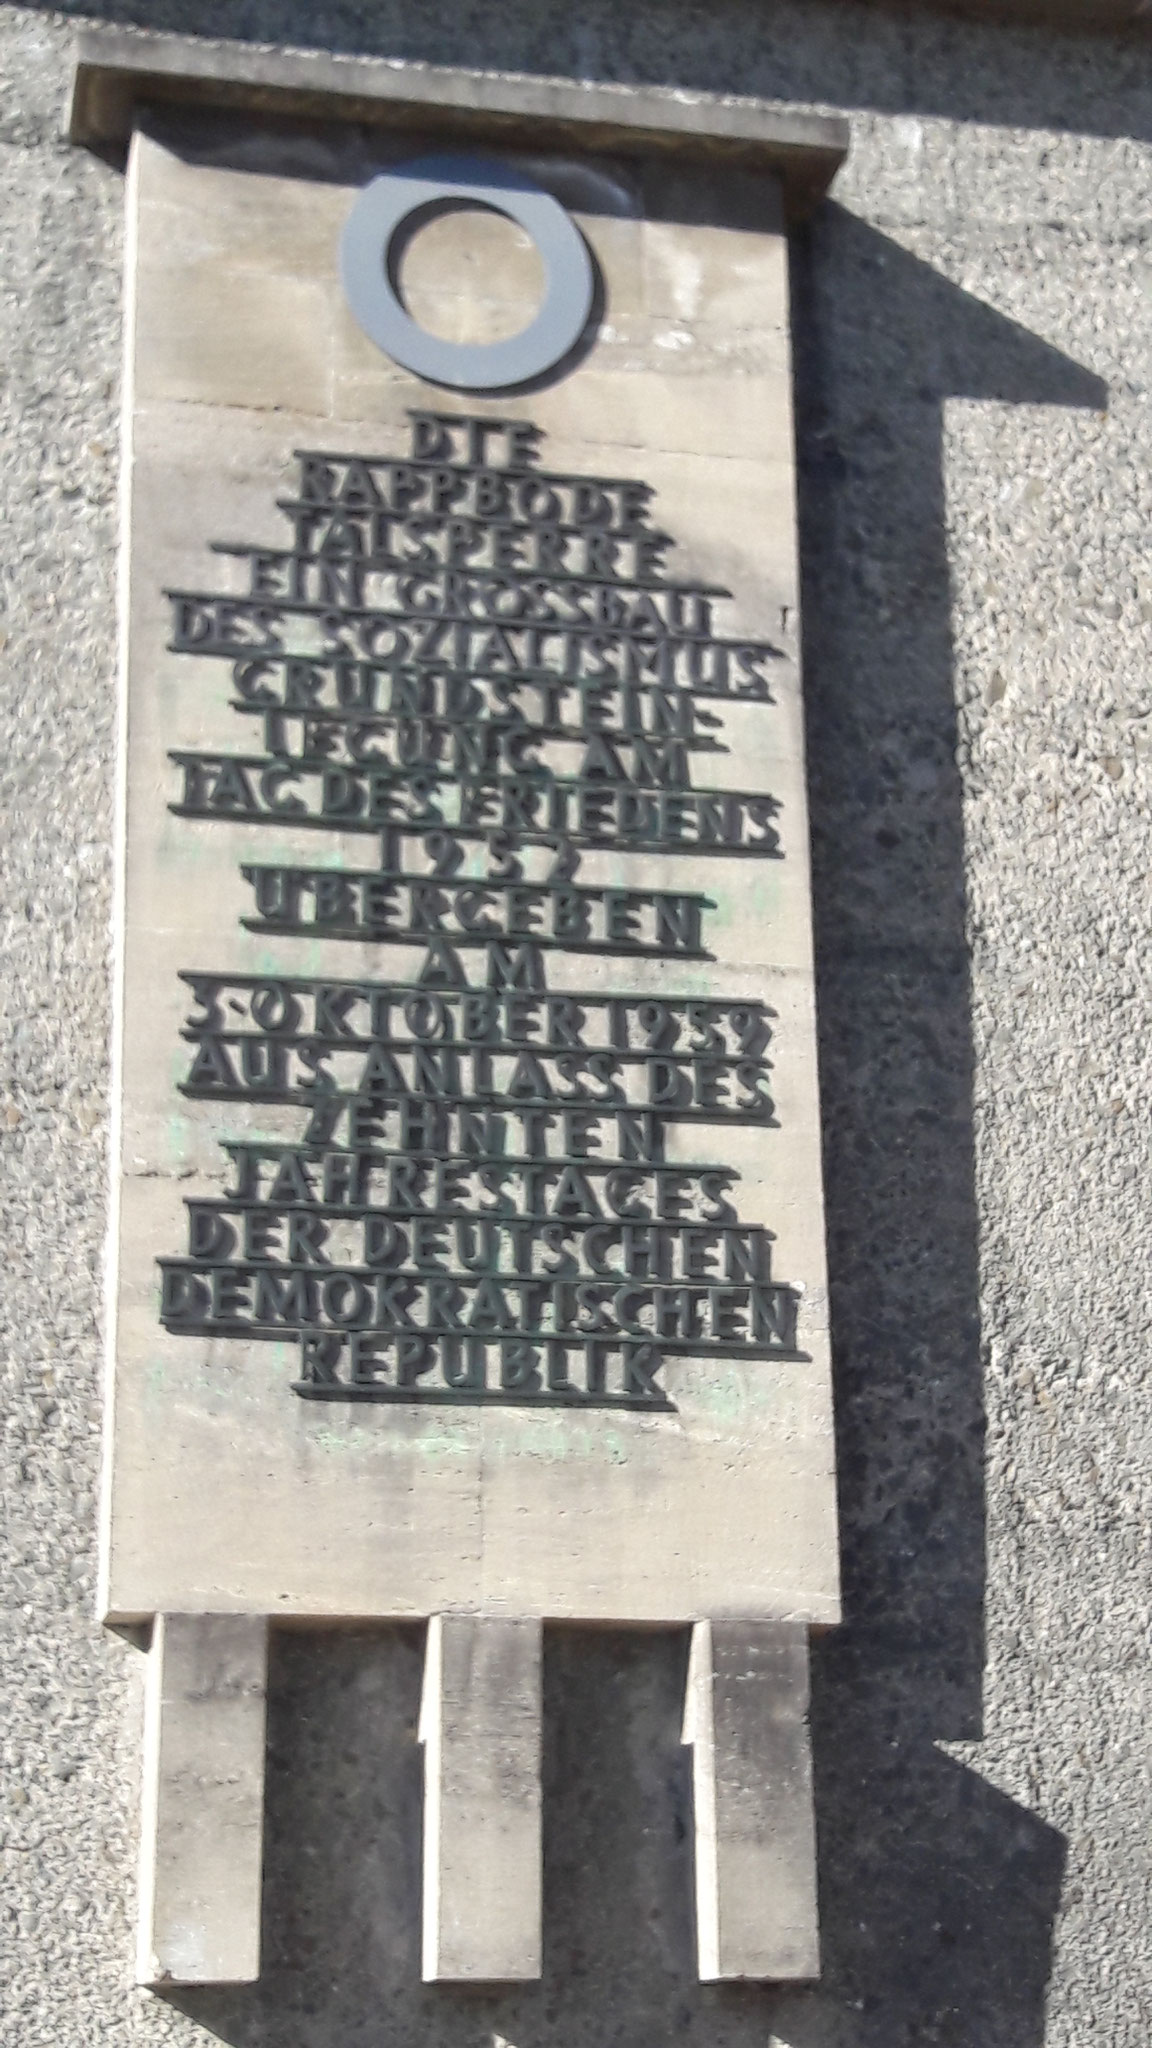 DIE
RAPPBODE
TALSPERRE
EIN GROSSBAU
DES SOZIALISMUS
GRUNDSTEIN-
LEGUNG AM
TAG DES FRIEDENS
1952
ÜBERGEBEN
AM
3·OKTOBER 1959
AUS ANLASS DES
ZEHNTEN
JAHRESTAGES
DER DEUTSCHEN
DEMOKRATISCHEN
REPUBLIK